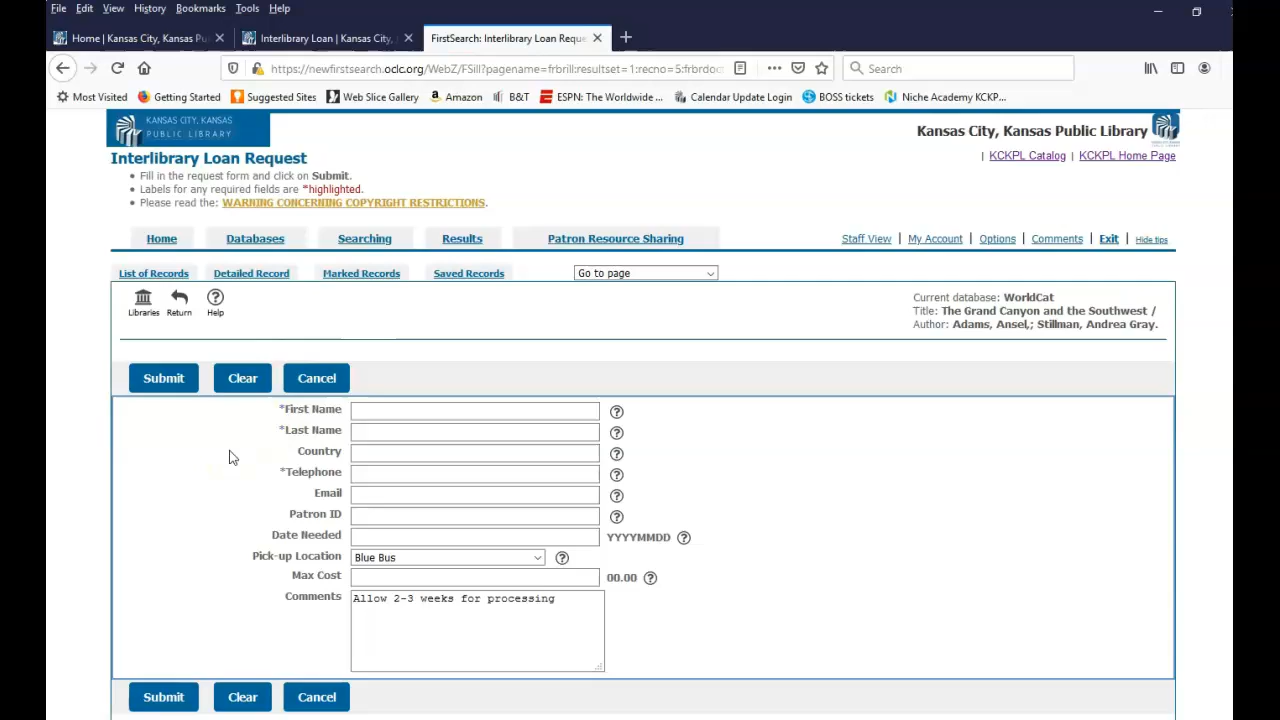 File Edit View History Bookmarks Tools Help
Home | Kansas City, Kansas Pu
Interlibrary Loan | Kansas City,
FirstSearch: Interlibrary Loan Reque
https://newfirstsearch.oclc.org/WebZ/FSill?pagename=frbrill:resultset=1:recno=5:frbrdoc
Search
Most Visited Getting Started Suggested Sites Web Slice Gallery Amazon B&T ESPN: The Worldwide ... Calendar Update Login BOSS tickets Niche Academy KCKP...
KANSAS CITY, KANSAS
PUBLIC LIBRARY
Kansas City, Kansas Public Library
Interlibrary Loan Request
| KCKPL Catalog | KCKPL Home Page
Fill in the request form and click on Submit.
Labels for any required fields are *highlighted.
Please read the: WARNING CONCERNING COPYRIGHT RESTRICTIONS.
Home Databases Searching Results Patron Resource Sharing
Staff View | My Account | Options | Comments | Exit | Hide tips
List of Records Detailed Record Marked Records Saved Records Go to page
Libraries Return Help
Current database: WorldCat
Title: The Grand Canyon and the Southwest /
Author: Adams, Ansel,; Stillman, Andrea Gray.
Submit Clear Cancel
*First Name
*Last Name
Country
*Telephone
Email
Patron ID
Date Needed YYYYMMDD
Pick-up Location Blue Bus
Max Cost 00.00
Comments Allow 2-3 weeks for processing
Submit Clear Cancel